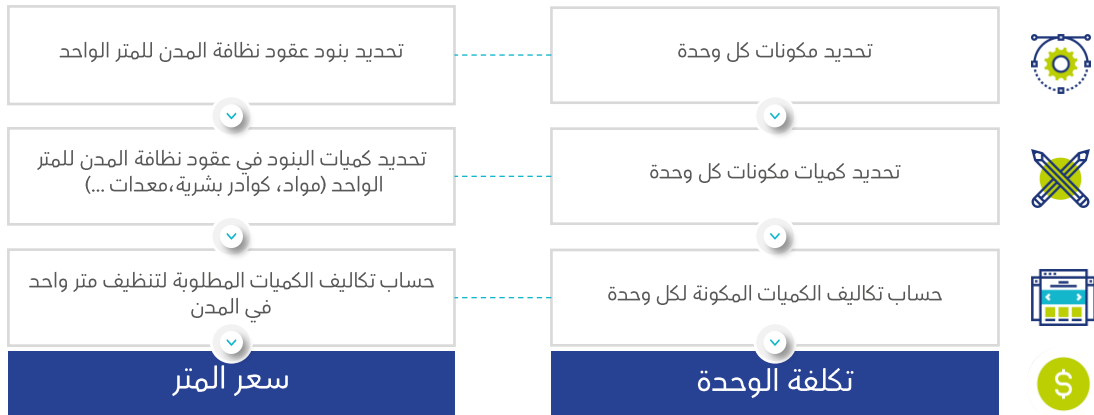 تحديد مكونات كل وحدة
تحديد بنود عقود نظافة المدن للمتر الواحد
تحديد كميات مكونات كل وحدة
تحديد كميات البنود في عقود نظافة المدن للمتر
الواحد (مواد، كوادر بشرية،معدات ...)
حساب تكاليف الكميات المكونة لكل وحدة
حساب تكاليف الكميات المطلوبة لتنظيف متر واحد
في المدن
تكلفة الوحدة
سعر المتر
$